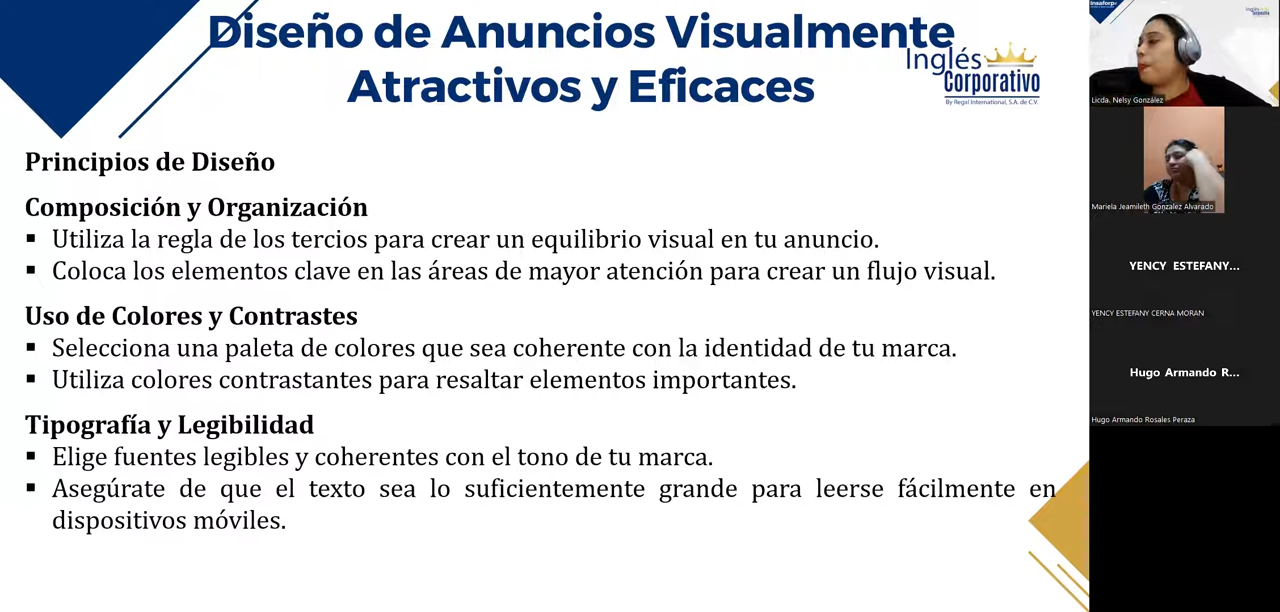 Diseño de Anuncios Visualmente
Atractivos y Eficaces
Inglés
Corporativo
By Regal International, S.A. de C.V.
Principios de Diseño
Composición y Organización
▪ Utiliza la regla de los tercios para crear un equilibrio visual en tu anuncio.
▪ Coloca los elementos clave en las áreas de mayor atención para crear un flujo visual.
Uso de Colores y Contrastes
▪ Selecciona una paleta de colores que sea coherente con la identidad de tu marca.
▪ Utiliza colores contrastantes para resaltar elementos importantes.
Tipografía y Legibilidad
▪ Elige fuentes legibles y coherentes con el tono de tu marca.
▪ Asegúrate de que el texto sea lo suficientemente grande para leerse fácilmente en
dispositivos móviles.
Insaforp
Licda. Nelsy González
Mariela Jeamileth Gonzalez Alvarado
YENCY ESTEFANY...
YENCY ESTEFANY CERNA MORAN
Hugo Armando R...
Hugo Armando Rosales Peraza